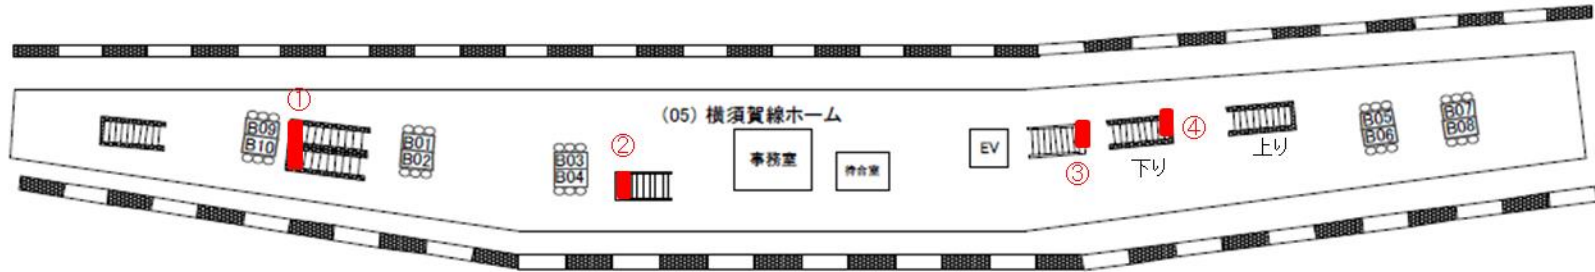 ①
B09
B10
B01
B02
B03
B04
②
(05) 横須賀線ホーム
事務室
待合室
EV
③
下り
④
上り
B05
B06
B07
B08